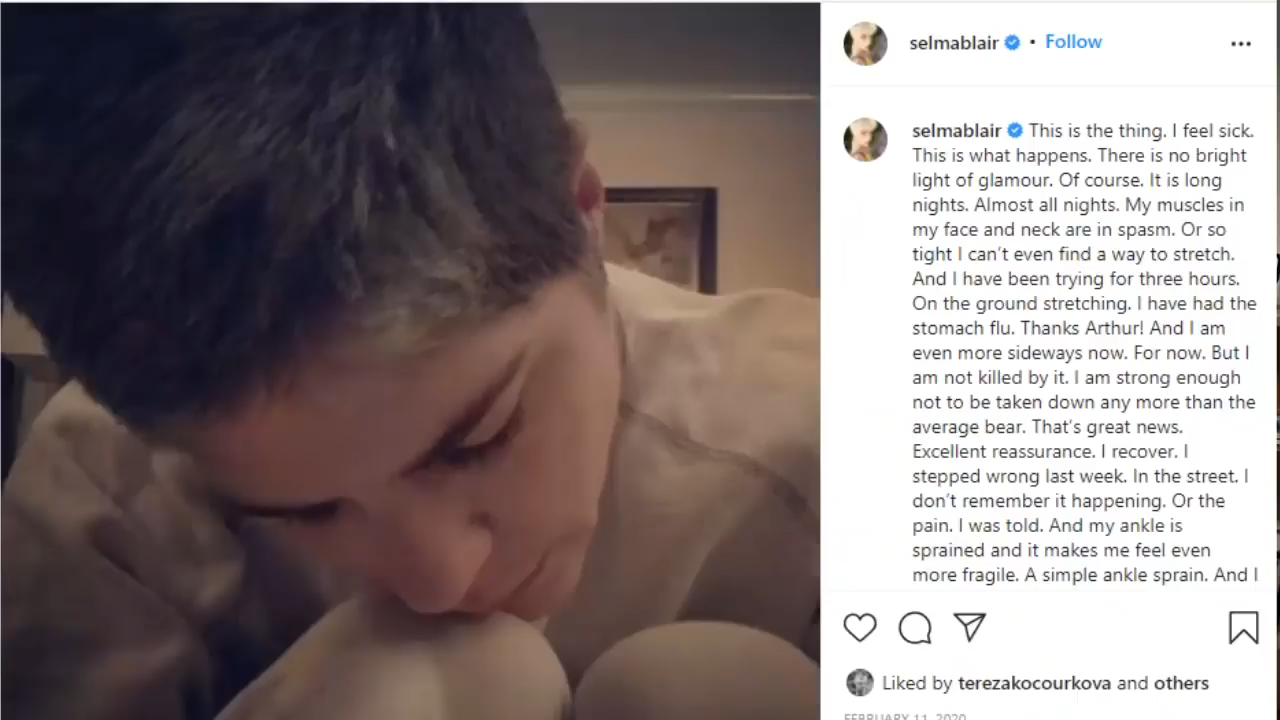 selmablair • Follow
selmablair This is the thing. I feel sick.
This is what happens. There is no bright
light of glamour. Of course. It is long
nights. Almost all nights. My muscles in
my face and neck are in spasm. Or so
tight I can't even find a way to stretch.
And I have been trying for three hours.
On the ground stretching. I have had the
stomach flu. Thanks Arthur! And I am
even more sideways now. For now. But I
am not killed by it. I am strong enough
not to be taken down any more than the
average bear. That's great news.
Excellent reassurance. I recover. I
stepped wrong last week. In the street. I
don't remember it happening. Or the
pain. I was told. And my ankle is
sprained and it makes me feel even
more fragile. A simple ankle sprain. And I
Liked by terezakocourkova and others
FEBRUARY 11, 2020